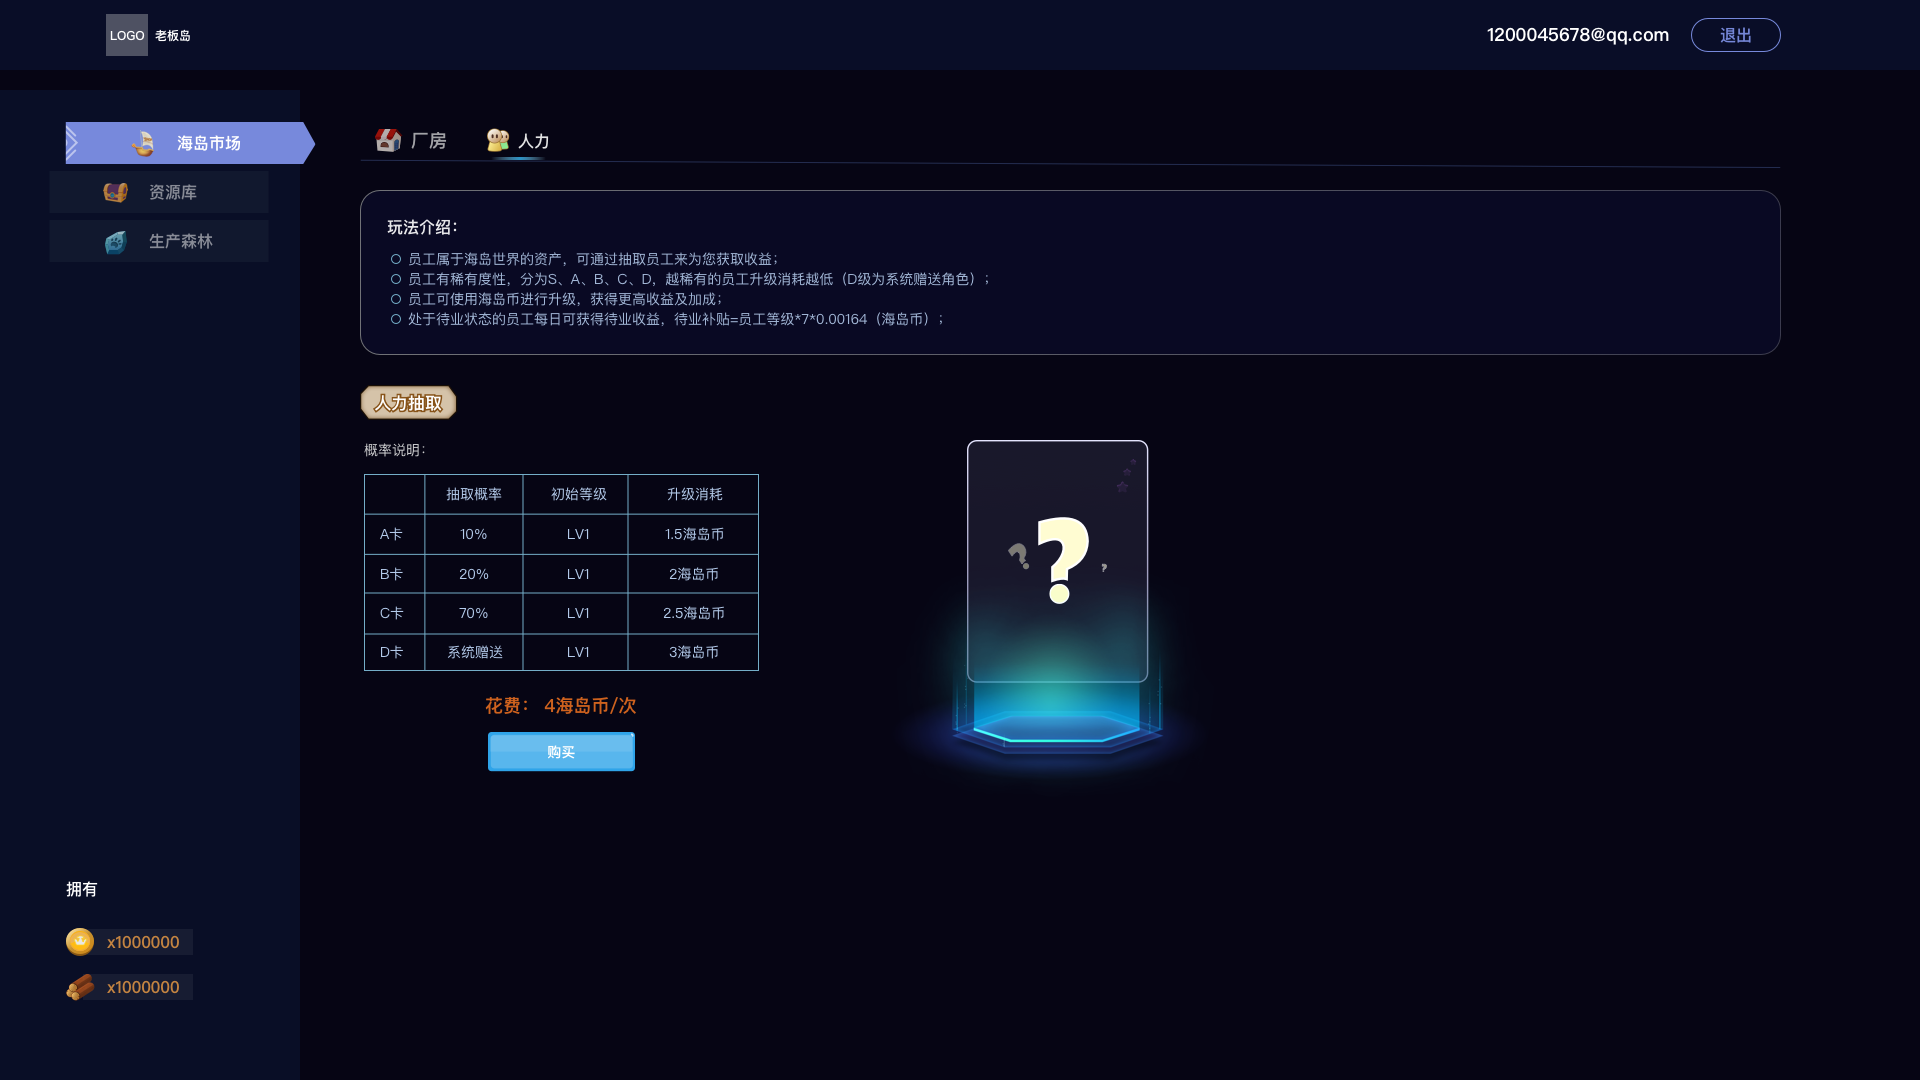 LOGO 老板岛
1200045678@qq.com 退出
海岛市场
资源库
生产森林
厂房 人力
玩法介绍：
员工属于海岛世界的资产，可通过抽取员工来为您获取收益；
员工有稀有度性，分为S、A、B、C、D，越稀有的员工升级消耗越低（D级为系统赠送角色）；
员工可使用海岛币进行升级，获得更高收益及加成；
处于待业状态的员工每日可获得待业收益，待业补贴=员工等级*7*0.00164（海岛币）；
人力抽取
概率说明：
抽取概率 初始等级 升级消耗
A卡 10% LV1 1.5海岛币
B卡 20% LV1 2海岛币
C卡 70% LV1 2.5海岛币
D卡 系统赠送 LV1 3海岛币
花费： 4海岛币/次
购买
? ? ?
拥有
x1000000
x1000000